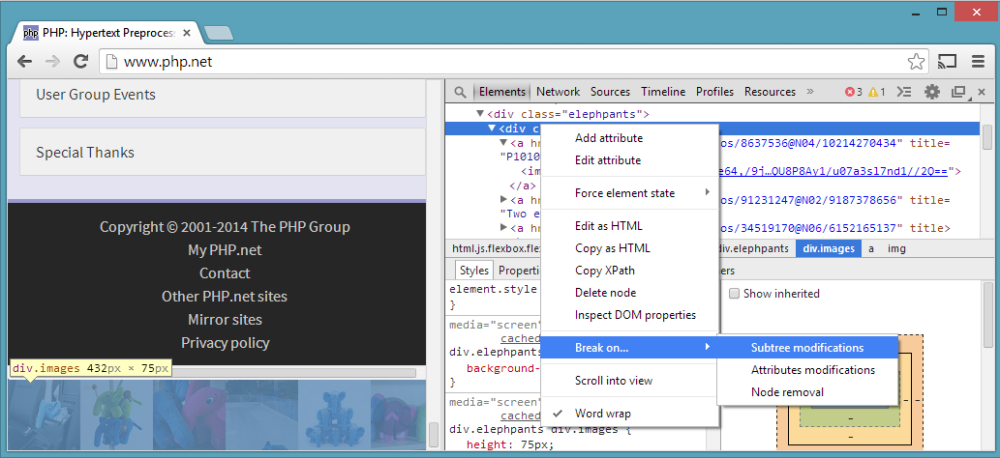 php PHP: Hypertext Preproces
www.php.net
User Group Events
Special Thanks
Copyright © 2001-2014 The PHP Group
My PHP.net
Contact
Other PHP.net sites
Mirror sites
Privacy policy
div.images 432px × 75px
Elements Network Sources Timeline Profiles Resources » 3 1
▼<div class="elephpants">
▼<div c
▼<a hr os/8637536@N04/10214270434" title=
"P1010
<im e64,/9j…QU8P8Ay1/u07a3sl7nd1//2Q==">
</a>
▶<a hr os/91231247@N02/9187378656" title=
"Two e
▶<a hr os/34519170@N06/6152165137" title>
html.js.flexbox.fle div.elephpants div.images a img
Styles Propertie ers
element.style
}
media="screen"
cached
div.elephpants
background-
}
media="screen"
cached
div.elephpants div.images {
height: 75px;
Show inherited
Add attribute
Edit attribute
Force element state
Edit as HTML
Copy as HTML
Copy XPath
Delete node
Inspect DOM properties
Break on...
Scroll into view
Word wrap
Subtree modifications
Attributes modifications
Node removal